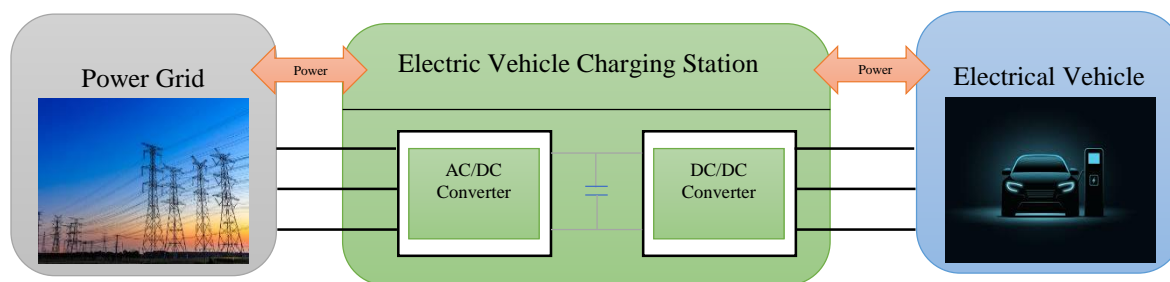 Power Grid
Power
Electric Vehicle Charging Station
Power
Electrical Vehicle
AC/DC
Converter
DC/DC
Converter